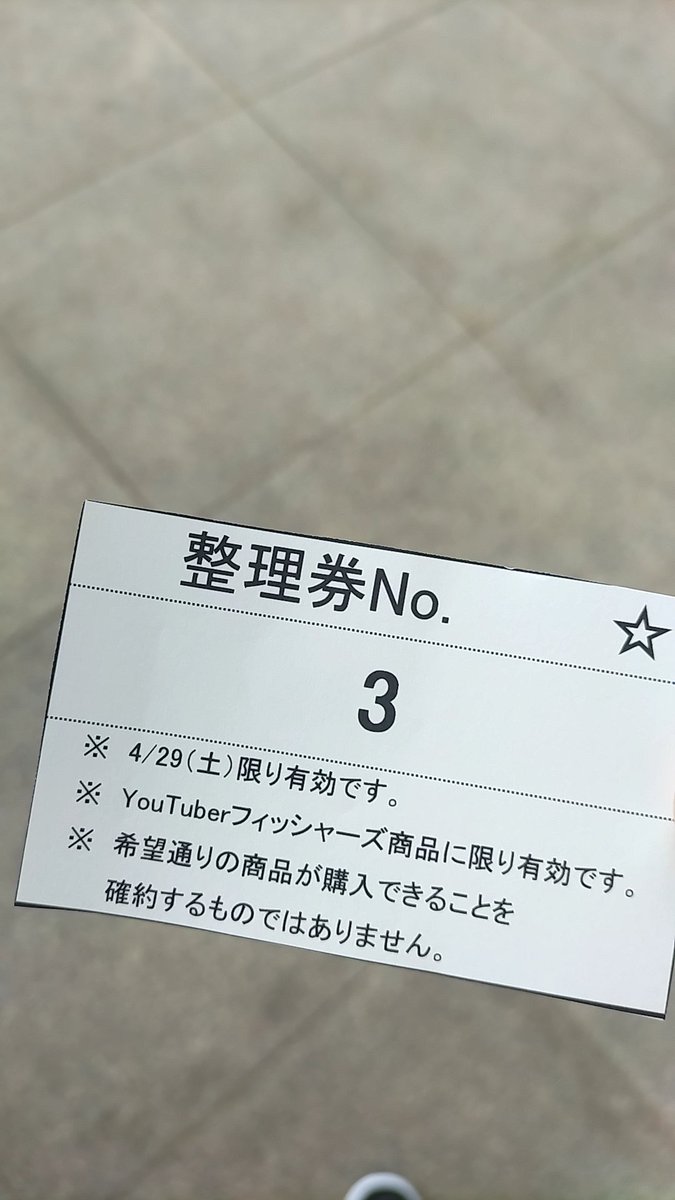 整理券No.
☆
3
※ 4/29(土)限り有効です。
※ YouTuberフィッシャーズ商品に限り有効です。
※ 希望通りの商品が購入できることを
確約するものではありません。